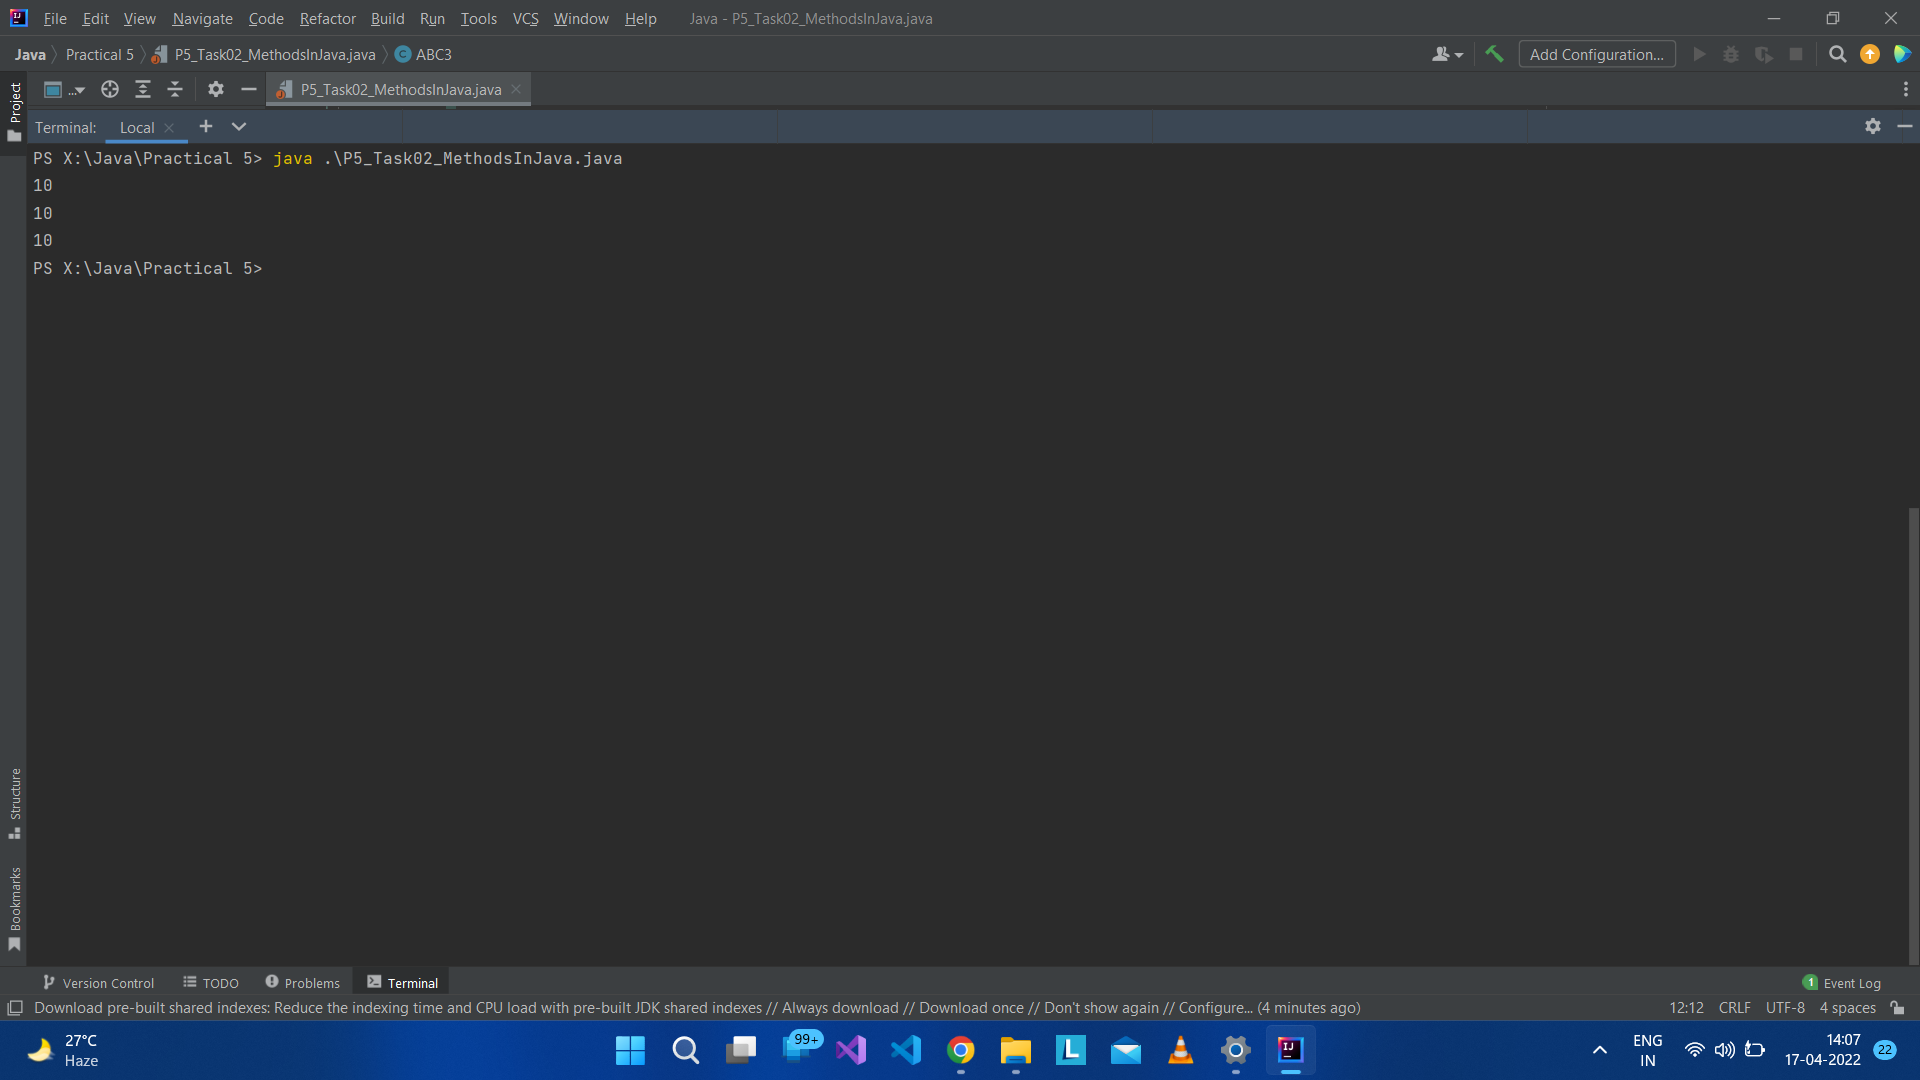 File Edit View Navigate Code Refactor Build Run Tools VCS Window Help Java - P5_Task02_MethodsInJava.java
Java Practical 5 P5_Task02_MethodsInJava.java ABC3 Add Configuration...
Project
... P5_Task02_MethodsInJava.java
Terminal: Local
PS X:\Java\Practical 5> java .\P5_Task02_MethodsInJava.java
10
10
10
PS X:\Java\Practical 5>
Structure
Bookmarks
Version Control TODO Problems Terminal 1 Event Log
Download pre-built shared indexes: Reduce the indexing time and CPU load with pre-built JDK shared indexes // Always download // Download once // Don't show again // Configure... (4 minutes ago) 12:12 CRLF UTF-8 4 spaces
27°C
Haze
99+
L
IJ
ENG
IN
14:07
17-04-2022
22